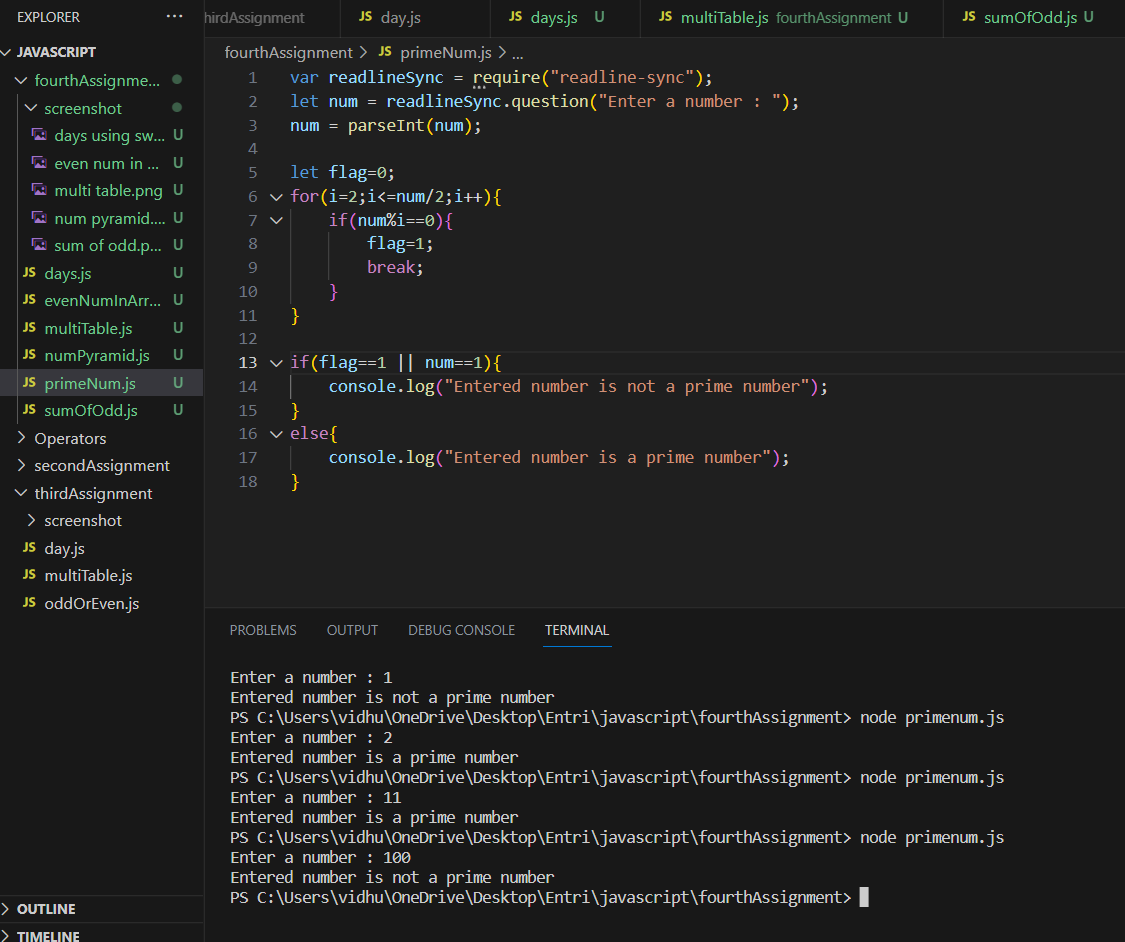 EXPLORER ...
JAVASCRIPT
fourthAssignme...
screenshot
days using sw... U
even num in ... U
multi table.png U
num pyramid.... U
sum of odd.p... U
JS days.js U
JS evenNumInArr... U
JS multiTable.js U
JS numPyramid.js U
JS primeNum.js U
JS sumOfOdd.js U
Operators
secondAssignment
thirdAssignment
screenshot
JS day.js
JS multiTable.js
JS oddOrEven.js
OUTLINE
TIMELINE
hirdAssignment JS day.js JS days.js U JS multiTable.js fourthAssignment U JS sumOfOdd.js U
fourthAssignment > JS primeNum.js > ...
1 var readlineSync = require("readline-sync");
2 let num = readlineSync.question("Enter a number : ");
3 num = parseInt(num);
4
5 let flag=0;
6 for(i=2;i<=num/2;i++){
7 if(num%i==0){
8 flag=1;
9 break;
10 }
11 }
12
13 if(flag==1 || num==1){
14 console.log("Entered number is not a prime number");
15 }
16 else{
17 console.log("Entered number is a prime number");
18 }
PROBLEMS OUTPUT DEBUG CONSOLE TERMINAL
Enter a number : 1
Entered number is not a prime number
PS C:\Users\vidhu\OneDrive\Desktop\Entri\javascript\fourthAssignment> node primenum.js
Enter a number : 2
Entered number is a prime number
PS C:\Users\vidhu\OneDrive\Desktop\Entri\javascript\fourthAssignment> node primenum.js
Enter a number : 11
Entered number is a prime number
PS C:\Users\vidhu\OneDrive\Desktop\Entri\javascript\fourthAssignment> node primenum.js
Enter a number : 100
Entered number is not a prime number
PS C:\Users\vidhu\OneDrive\Desktop\Entri\javascript\fourthAssignment>